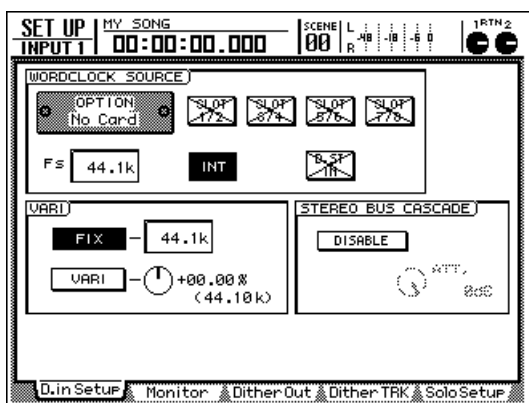 SET UP
INPUT 1
MY SONG
00:00:00.000
SCENE
00
L
R
-48 -18 -6 0
1 RTN 2
WORDCLOCK SOURCE
OPTION
No Card
SLOT 1/2
SLOT 3/4
SLOT 5/6
SLOT 7/8
Fs 44.1k
INT
D.ST IN
VARI
FIX 44.1k
VARI +00.00%
(44.10k)
STEREO BUS CASCADE
DISABLE
ATT.
0dB
D.in Setup Monitor Dither Out Dither TRK Solo Setup